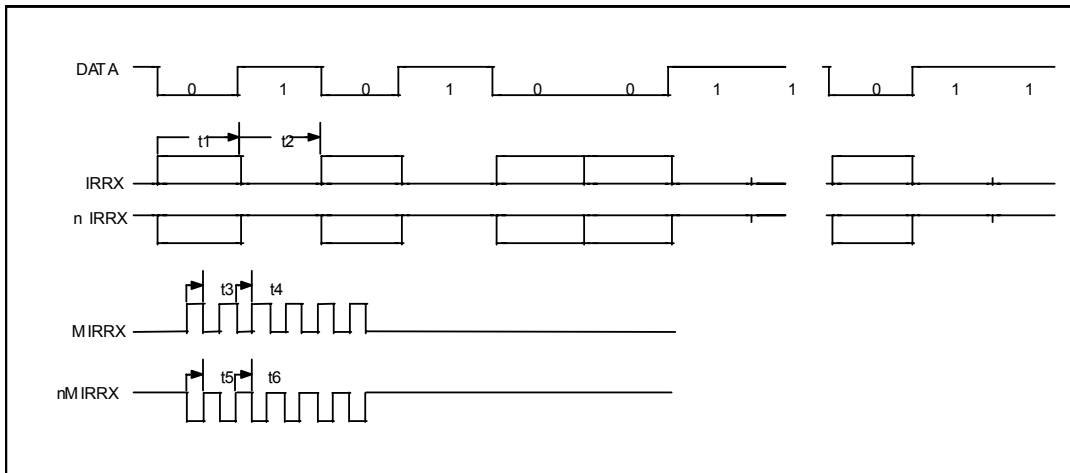 DATA
0 1 0 1 0 0 1 1 0 1 1
t1 t2
IRRX
n IRRX
t3 t4
MIRRX
t5 t6
nMIRRX